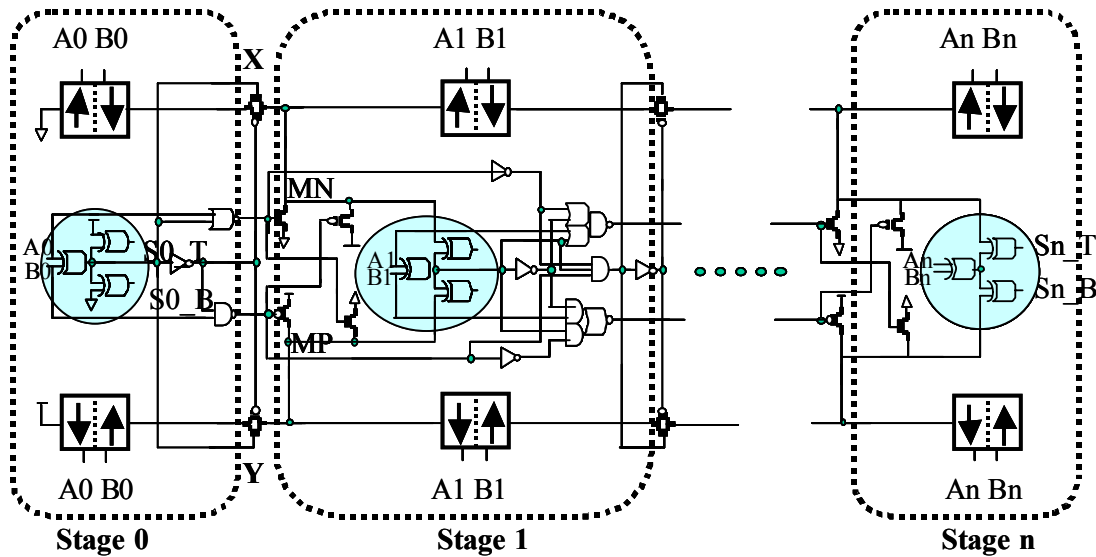 A0 B0
A1 B1
An Bn
X
MN
A0
B0
S0_T
S0_B
A1
B1
An
Bn
Sn_T
Sn_B
MP
Y
A0 B0
A1 B1
An Bn
Stage 0
Stage 1
Stage n